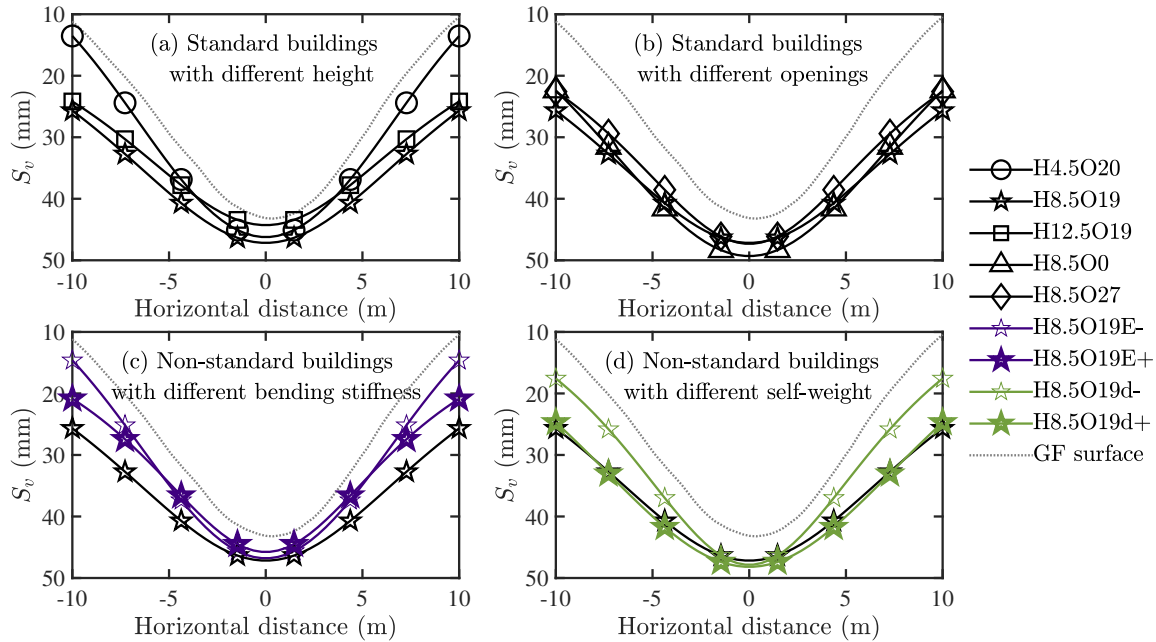 10
20
30
40
50
S_v (mm)
(a) Standard buildings
with different height
-10
-5
0
5
10
Horizontal distance (m)
10
20
30
40
50
S_v (mm)
(b) Standard buildings
with different openings
-10
-5
0
5
10
Horizontal distance (m)
10
20
30
40
50
S_v (mm)
(c) Non-standard buildings
with different bending stiffness
-10
-5
0
5
10
Horizontal distance (m)
10
20
30
40
50
S_v (mm)
(d) Non-standard buildings
with different self-weight
-10
-5
0
5
10
Horizontal distance (m)
H4.5O20
H8.5O19
H12.5O19
H8.5O0
H8.5O27
H8.5O19E-
H8.5O19E+
H8.5O19d-
H8.5O19d+
GF surface